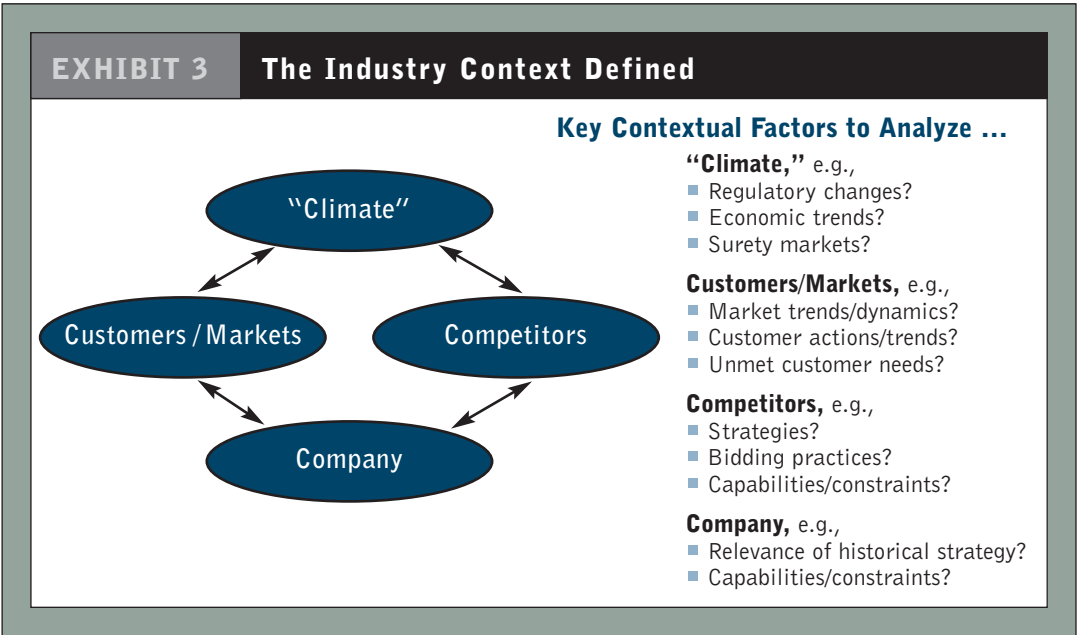 EXHIBIT 3
The Industry Context Defined
Key Contextual Factors to Analyze ...
“Climate”
Customers / Markets
Competitors
Company
“Climate,” e.g.,
■ Regulatory changes?
■ Economic trends?
■ Surety markets?
Customers/Markets, e.g.,
■ Market trends/dynamics?
■ Customer actions/trends?
■ Unmet customer needs?
Competitors, e.g.,
■ Strategies?
■ Bidding practices?
■ Capabilities/constraints?
Company, e.g.,
■ Relevance of historical strategy?
■ Capabilities/constraints?